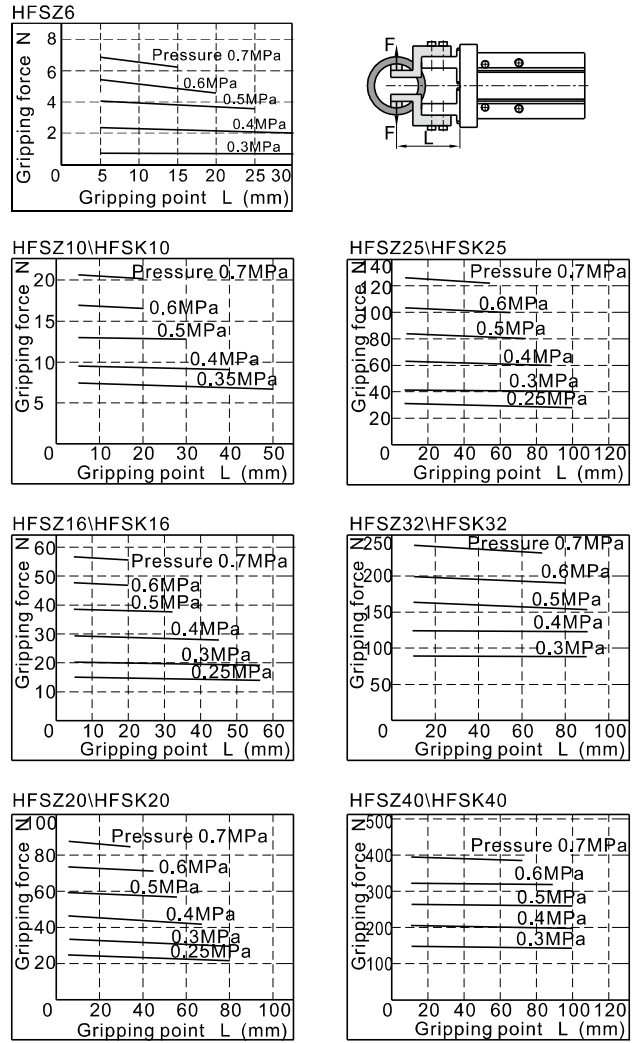 HFSZ6
Gripping force N
8
6
4
2
0
Pressure 0.7MPa
0.6MPa
0.5MPa
0.4MPa
0.3MPa
5 10 15 20 25 30
Gripping point L (mm)
F
F
L
HFSZ10\HFSK10
Gripping force N
20
15
10
5
Pressure 0.7MPa
0.6MPa
0.5MPa
0.4MPa
0.35MPa
0 10 20 30 40 50
Gripping point L (mm)
HFSZ25\HFSK25
Gripping force N
140
120
100
80
60
40
20
Pressure 0.7MPa
0.6MPa
0.5MPa
0.4MPa
0.3MPa
0.25MPa
0 20 40 60 80 100 120
Gripping point L (mm)
HFSZ16\HFSK16
Gripping force N
60
50
40
30
20
10
Pressure 0.7MPa
0.6MPa
0.5MPa
0.4MPa
0.3MPa
0.25MPa
0 10 20 30 40 50 60
Gripping point L (mm)
HFSZ32\HFSK32
Gripping force N
250
200
150
100
50
Pressure 0.7MPa
0.6MPa
0.5MPa
0.4MPa
0.3MPa
0 20 40 60 80 100
Gripping point L (mm)
HFSZ20\HFSK20
Gripping force N
100
80
60
40
20
Pressure 0.7MPa
0.6MPa
0.5MPa
0.4MPa
0.3MPa
0.25MPa
0 20 40 60 80 100
Gripping point L (mm)
HFSZ40\HFSK40
Gripping force N
500
400
300
200
100
Pressure 0.7MPa
0.6MPa
0.5MPa
0.4MPa
0.3MPa
0 20 40 60 80 100 120
Gripping point L (mm)